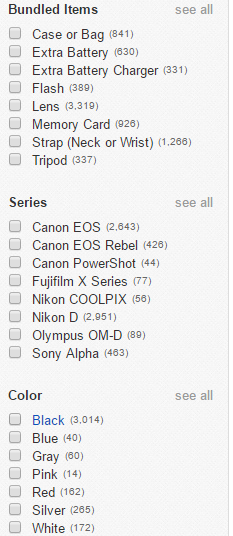 Bundled Items see all
Case or Bag (841)
Extra Battery (630)
Extra Battery Charger (331)
Flash (389)
Lens (3,319)
Memory Card (926)
Strap (Neck or Wrist) (1,266)
Tripod (337)
Series see all
Canon EOS (2,643)
Canon EOS Rebel (426)
Canon PowerShot (44)
Fujifilm X Series (77)
Nikon COOLPIX (56)
Nikon D (2,951)
Olympus OM-D (89)
Sony Alpha (463)
Color see all
Black (3,014)
Blue (40)
Gray (60)
Pink (14)
Red (162)
Silver (265)
White (172)